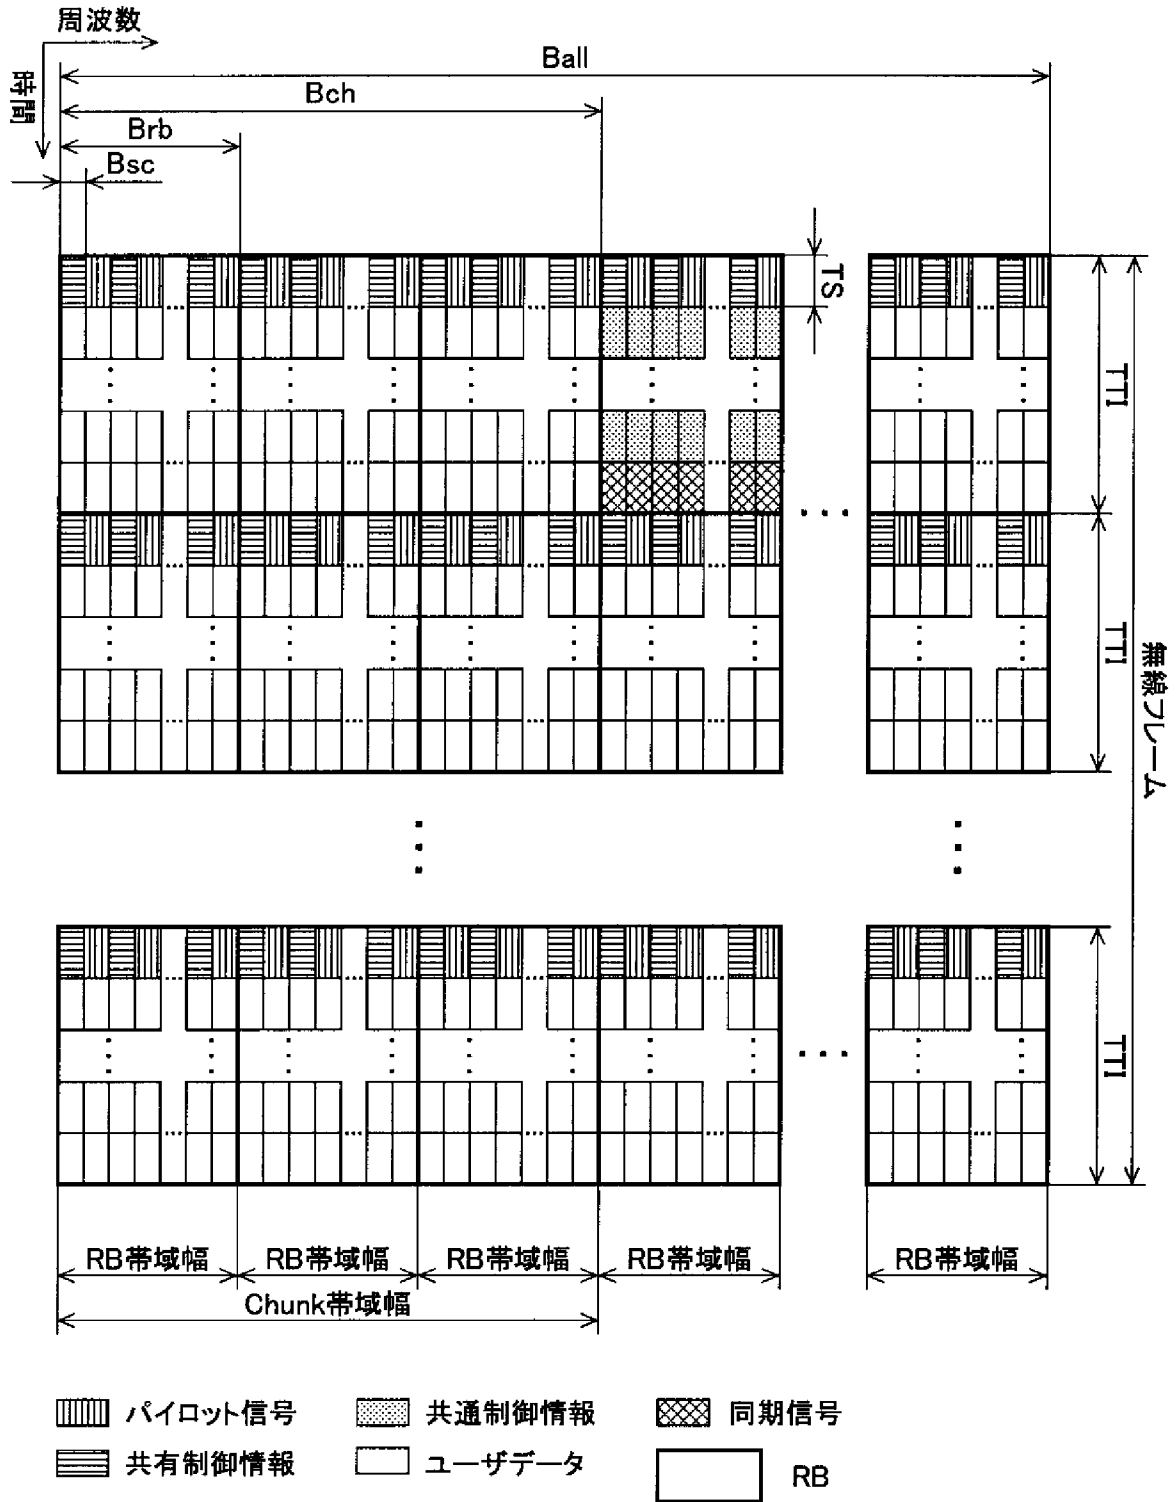 周波数
時間
Ball
Bch
Brb
Bsc
TS
TTI
TTI
TTI
無線フレーム
RB帯域幅
RB帯域幅
RB帯域幅
RB帯域幅
RB帯域幅
Chunk帯域幅
パイロット信号
共通制御情報
同期信号
共有制御情報
ユーザデータ
RB